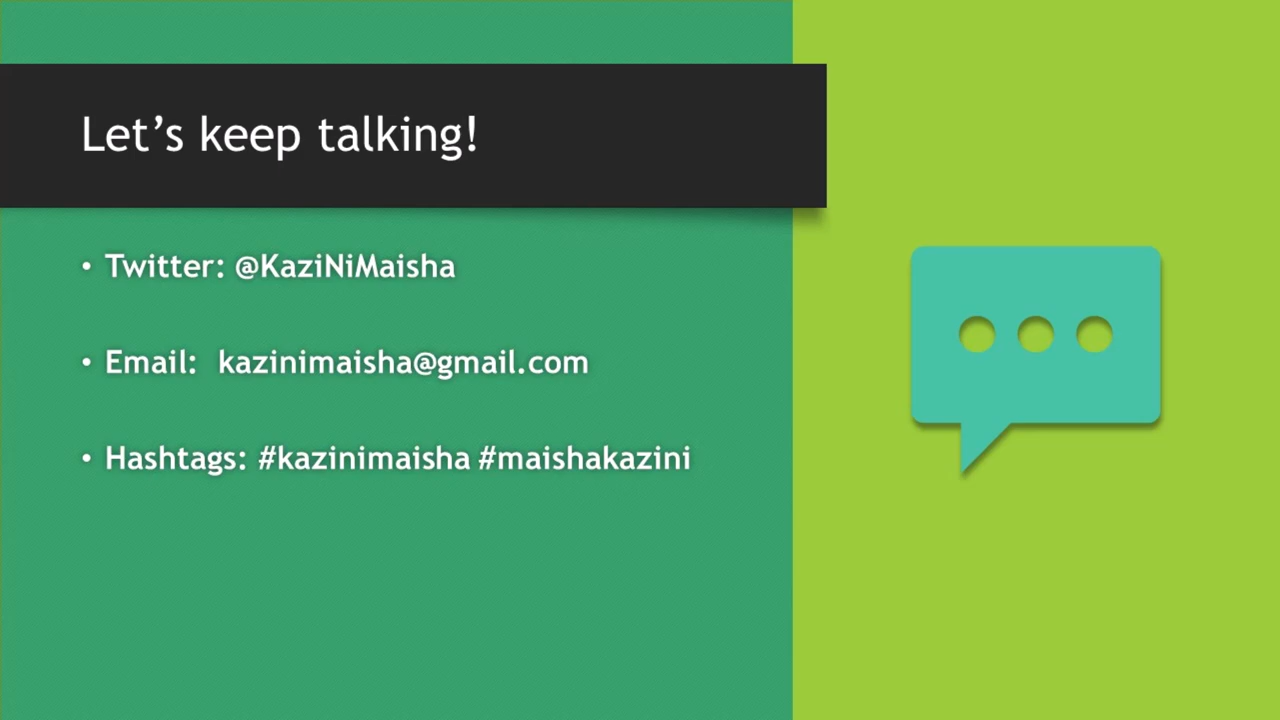 Let’s keep talking!
• Twitter: @KaziNiMaisha
• Email: kazinimaisha@gmail.com
• Hashtags: #kazinimaisha #maishakazini